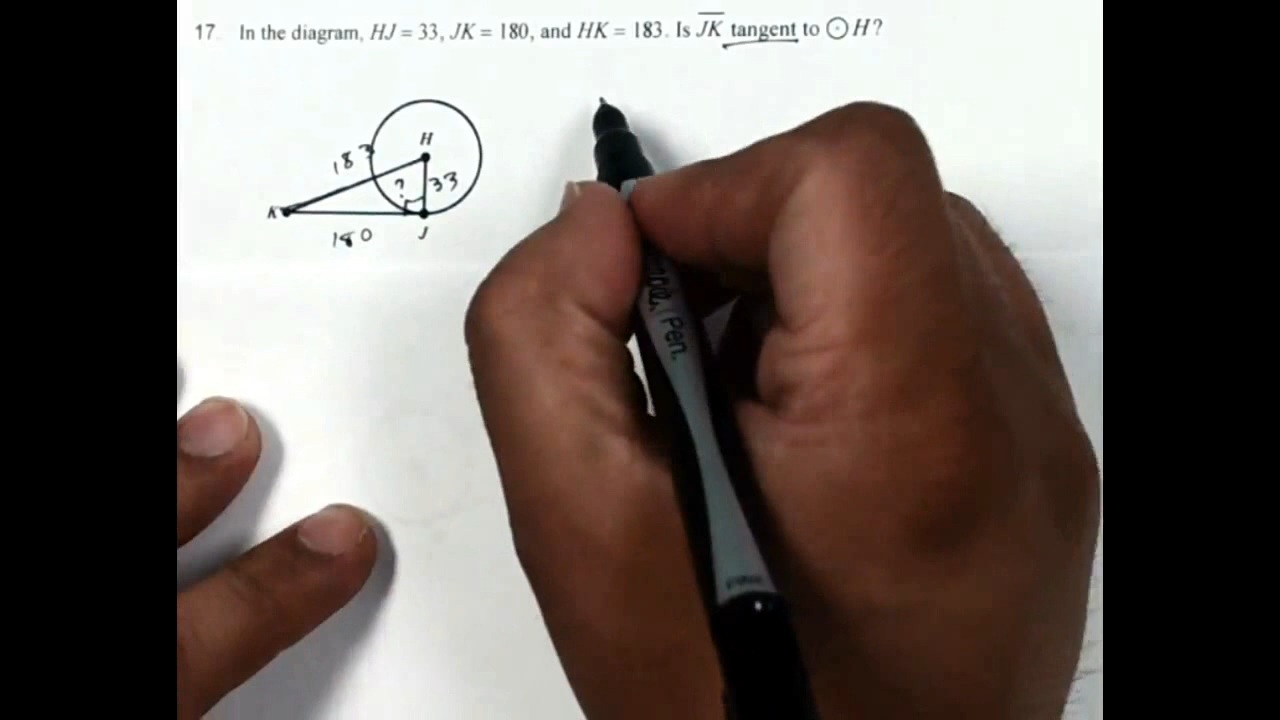 17. In the diagram, HJ = 33, JK = 180, and HK = 183. Is JK tangent to ⊙H?
H
183
? 33
K
180 J
Pen.